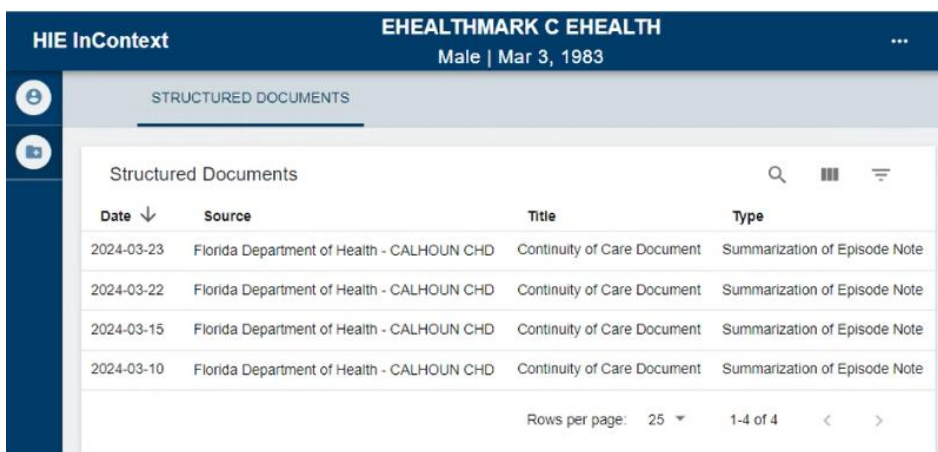 HIE InContext
EHEALTHMARK C EHEALTH
Male | Mar 3, 1983
STRUCTURED DOCUMENTS
Structured Documents
Date Source Title Type
2024-03-23 Florida Department of Health - CALHOUN CHD Continuity of Care Document Summarization of Episode Note
2024-03-22 Florida Department of Health - CALHOUN CHD Continuity of Care Document Summarization of Episode Note
2024-03-15 Florida Department of Health - CALHOUN CHD Continuity of Care Document Summarization of Episode Note
2024-03-10 Florida Department of Health - CALHOUN CHD Continuity of Care Document Summarization of Episode Note
Rows per page: 25 1-4 of 4